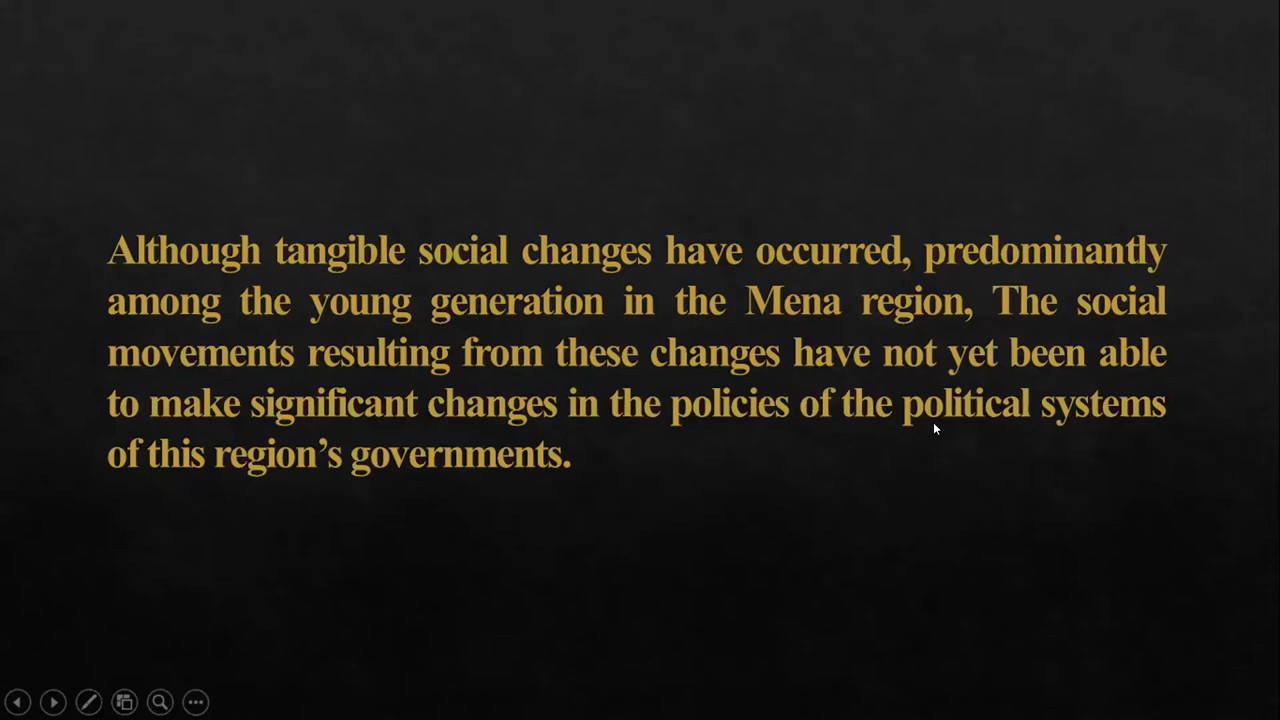 Although tangible social changes have occurred, predominantly
among the young generation in the Mena region, The social
movements resulting from these changes have not yet been able
to make significant changes in the policies of the political systems
of this region’s governments.